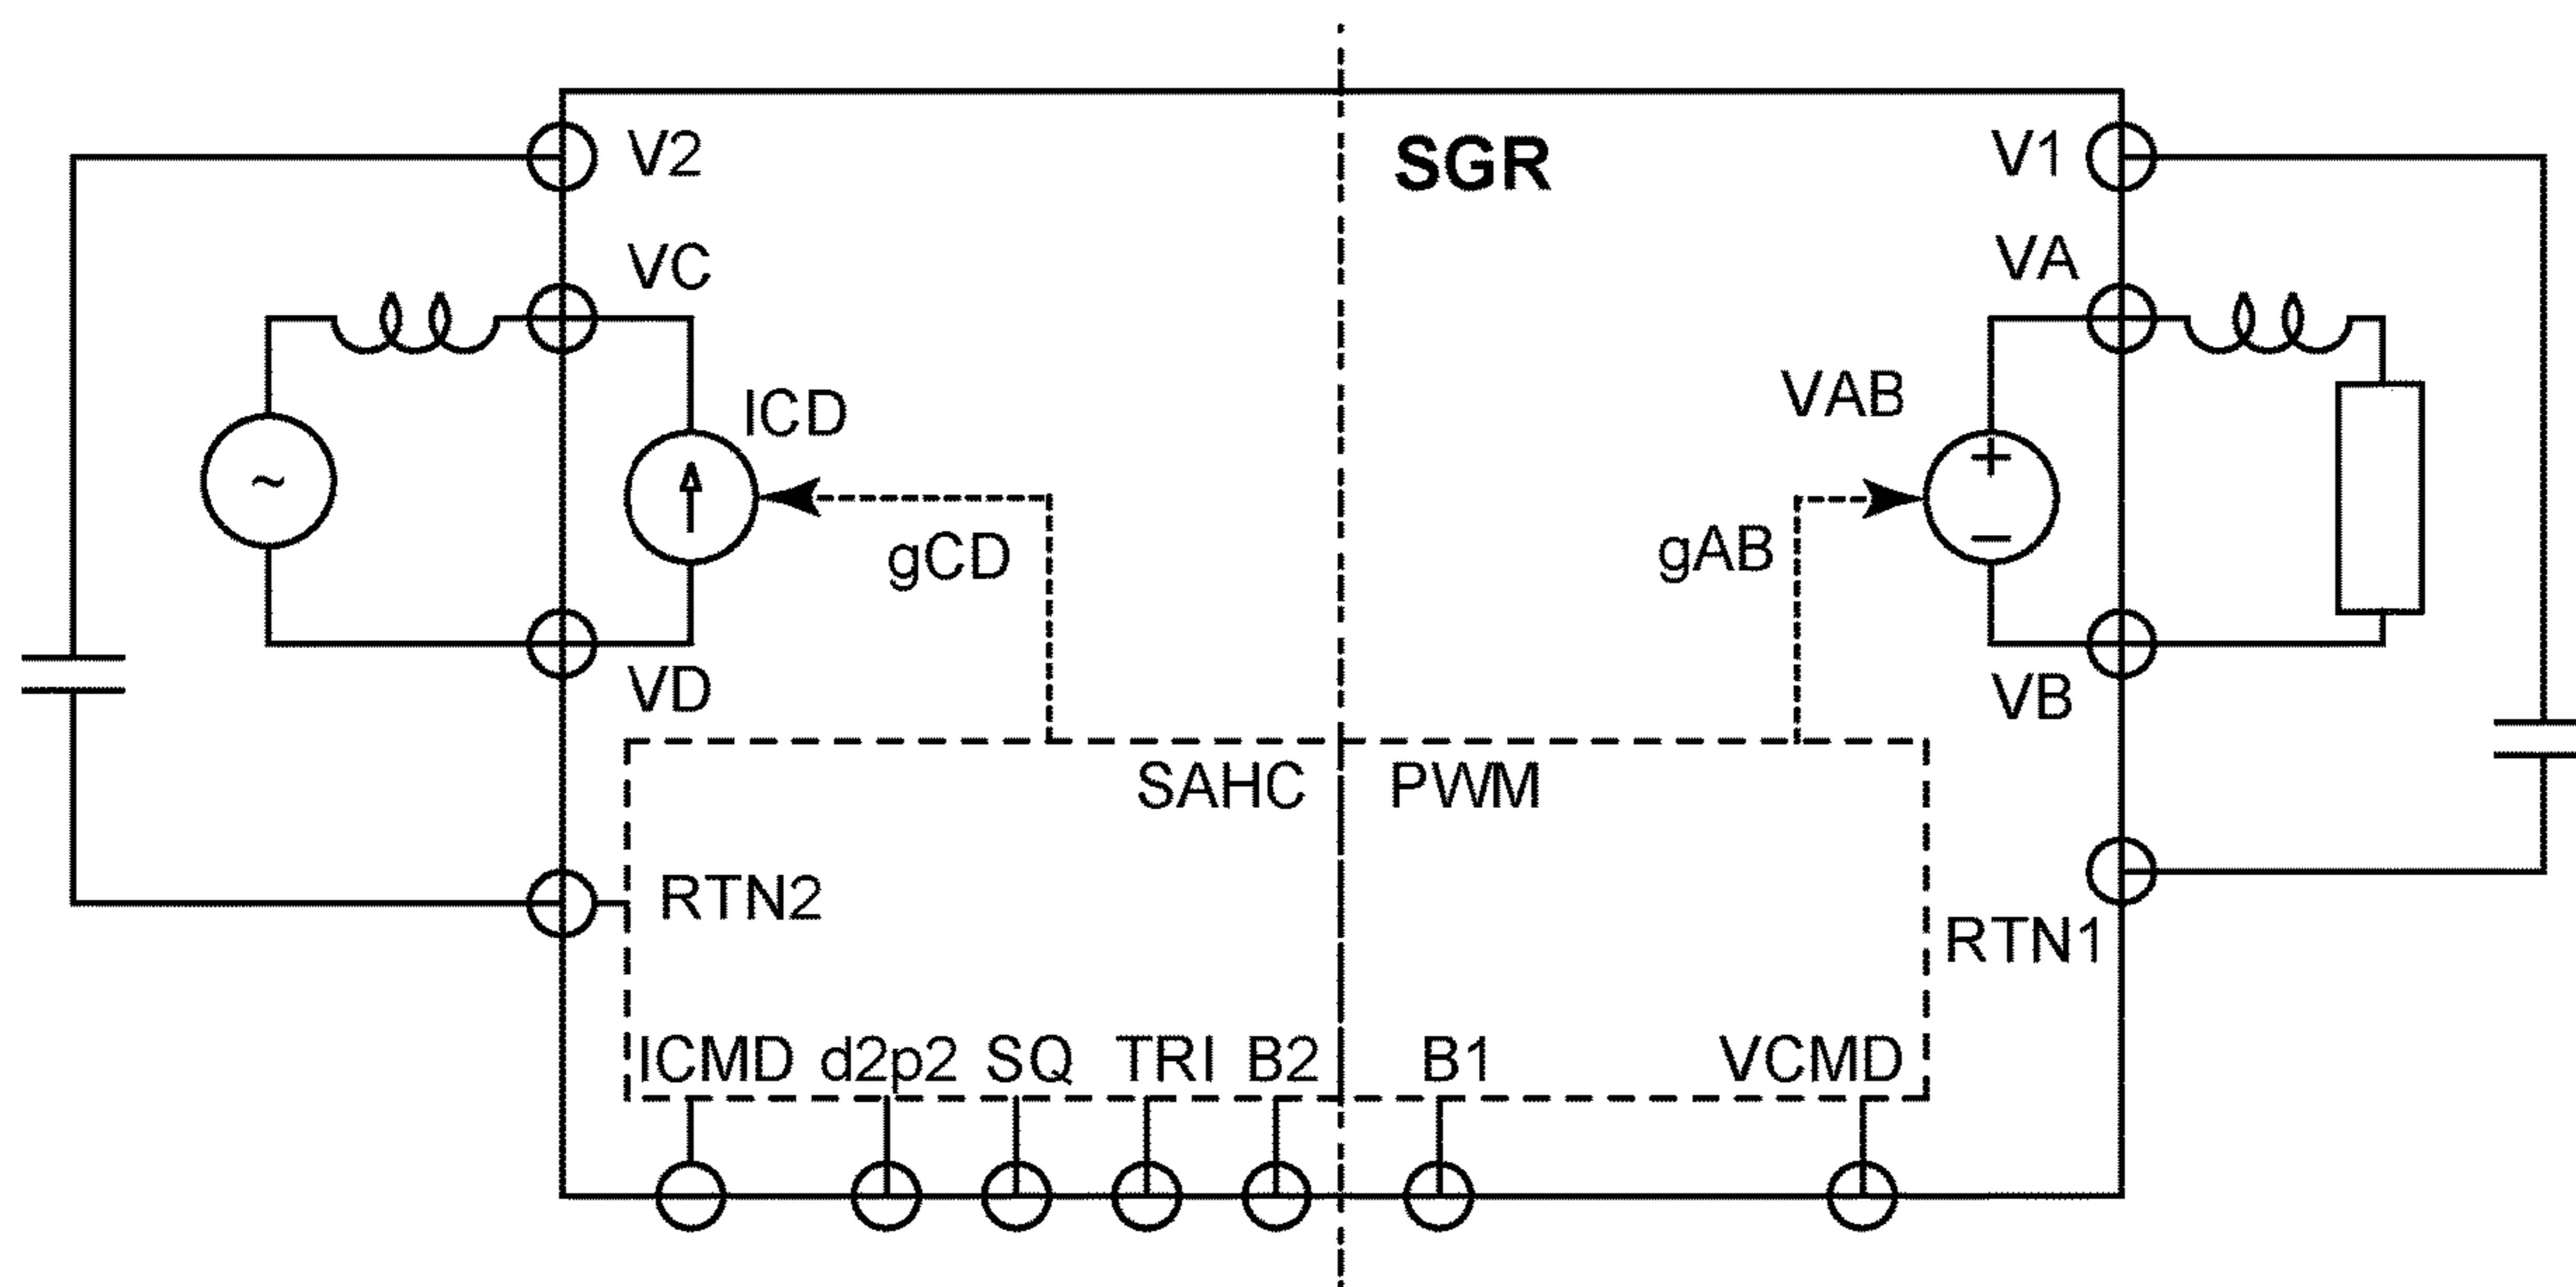 V2
SGR
V1
VC
VA
ICD
VAB
~
+
gCD
gAB
−
VD
VB
SAHC
PWM
RTN2
RTN1
ICMD d2p2 SQ TRI B2 B1 VCMD